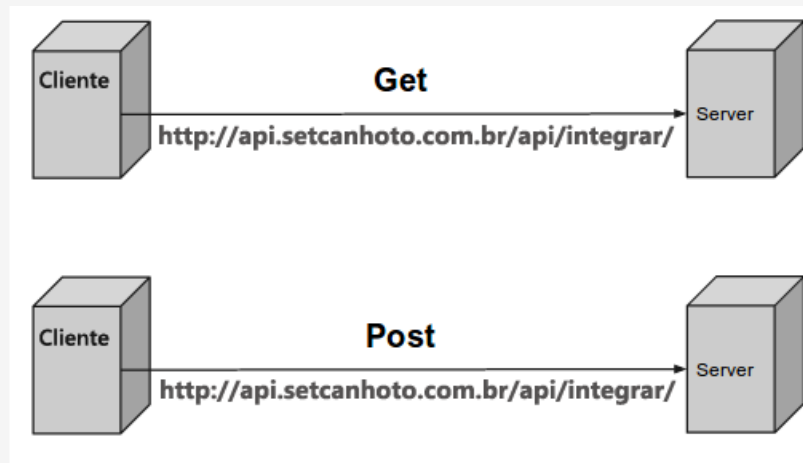 Cliente
Get
Server
http://api.setcanhoto.com.br/api/integrar/
Cliente
Post
Server
http://api.setcanhoto.com.br/api/integrar/